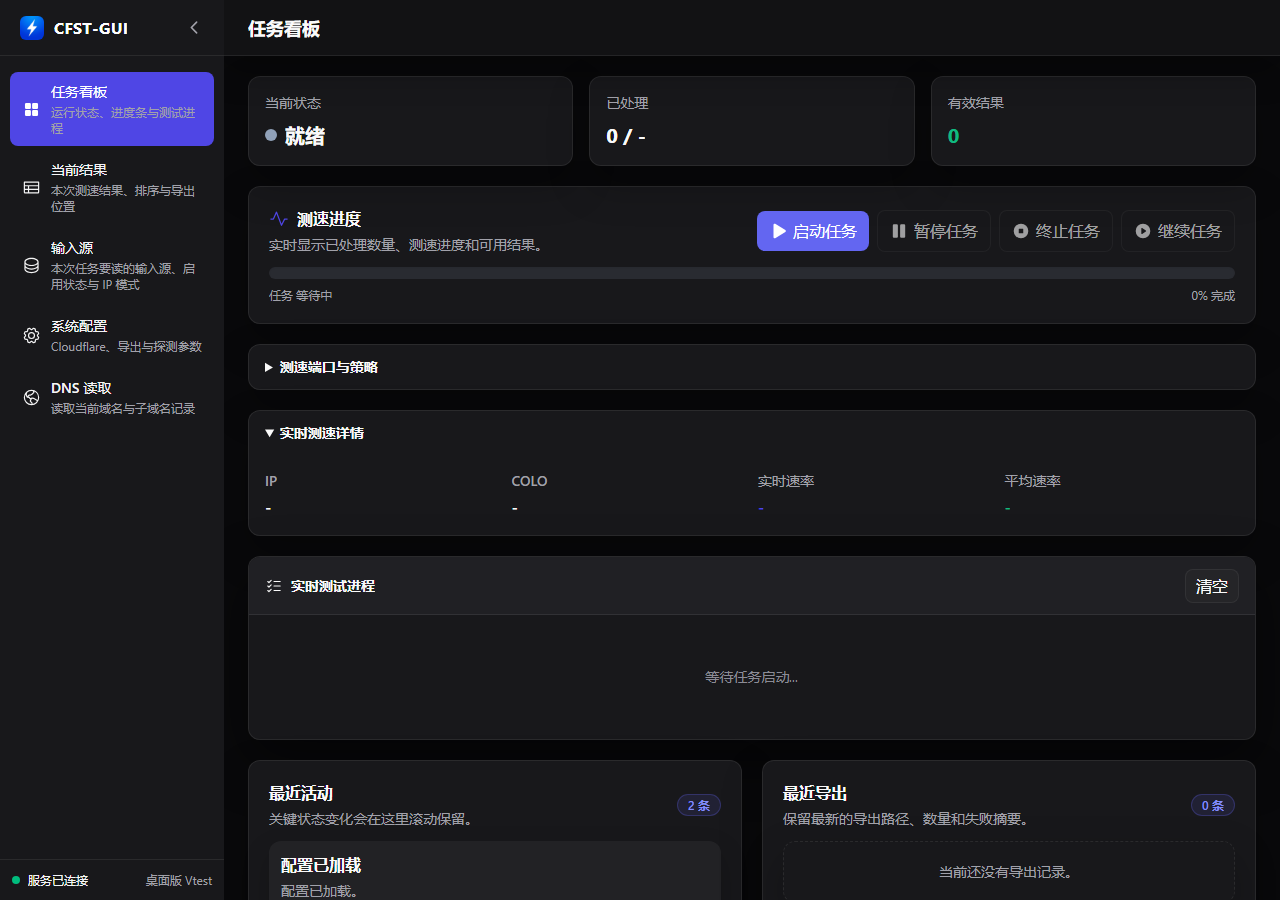 CFST-GUI
任务看板
任务看板
运行状态、进度条与测试进
程
当前结果
本次测速结果、排序与导出
位置
输入源
本次任务要读的输入源、启
用状态与 IP 模式
系统配置
Cloudflare、导出与探测参数
DNS 读取
读取当前域名与子域名记录
服务已连接
桌面版 Vtest
当前状态
就绪
已处理
0 / -
有效结果
0
测速进度
实时显示已处理数量、测速进度和可用结果。
启动任务
暂停任务
终止任务
继续任务
任务 等待中
0% 完成
测速端口与策略
实时测速详情
IP
COLO
实时速率
平均速率
-
-
-
-
实时测试进程
清空
等待任务启动...
最近活动
关键状态变化会在这里滚动保留。
2 条
配置已加载
配置已加载。
最近导出
保留最新的导出路径、数量和失败摘要。
0 条
当前还没有导出记录。